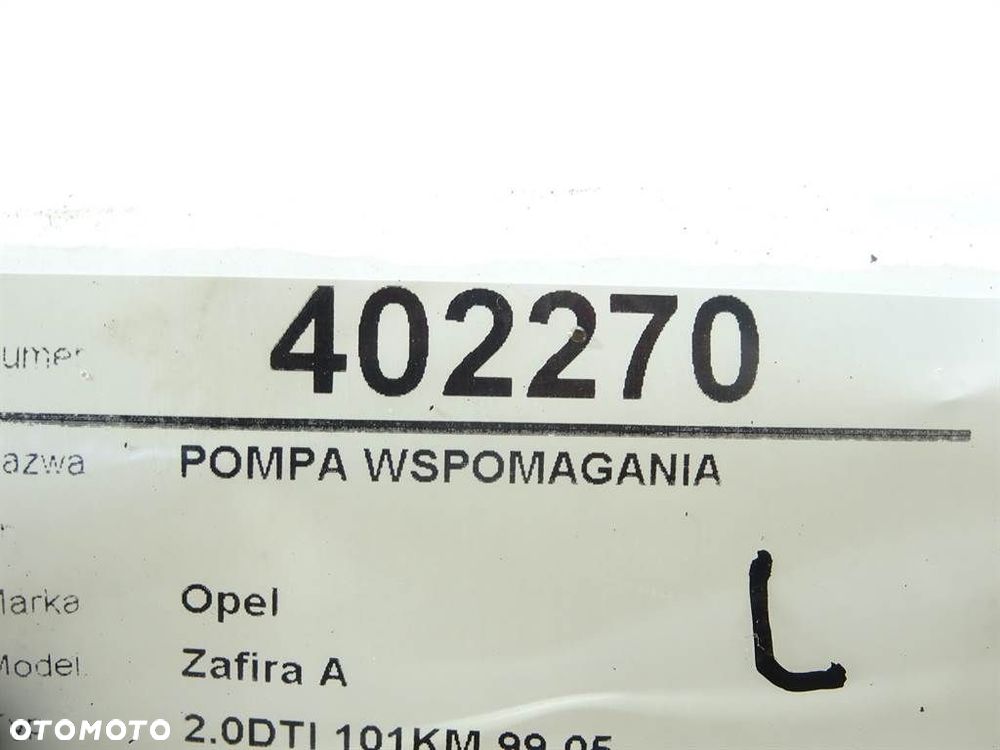 umer 402270
azwa POMPA WSPOMAGANIA
Marka Opel
Model Zafira A
2.0DTI 101KM 99-05
L
OTOMOTO